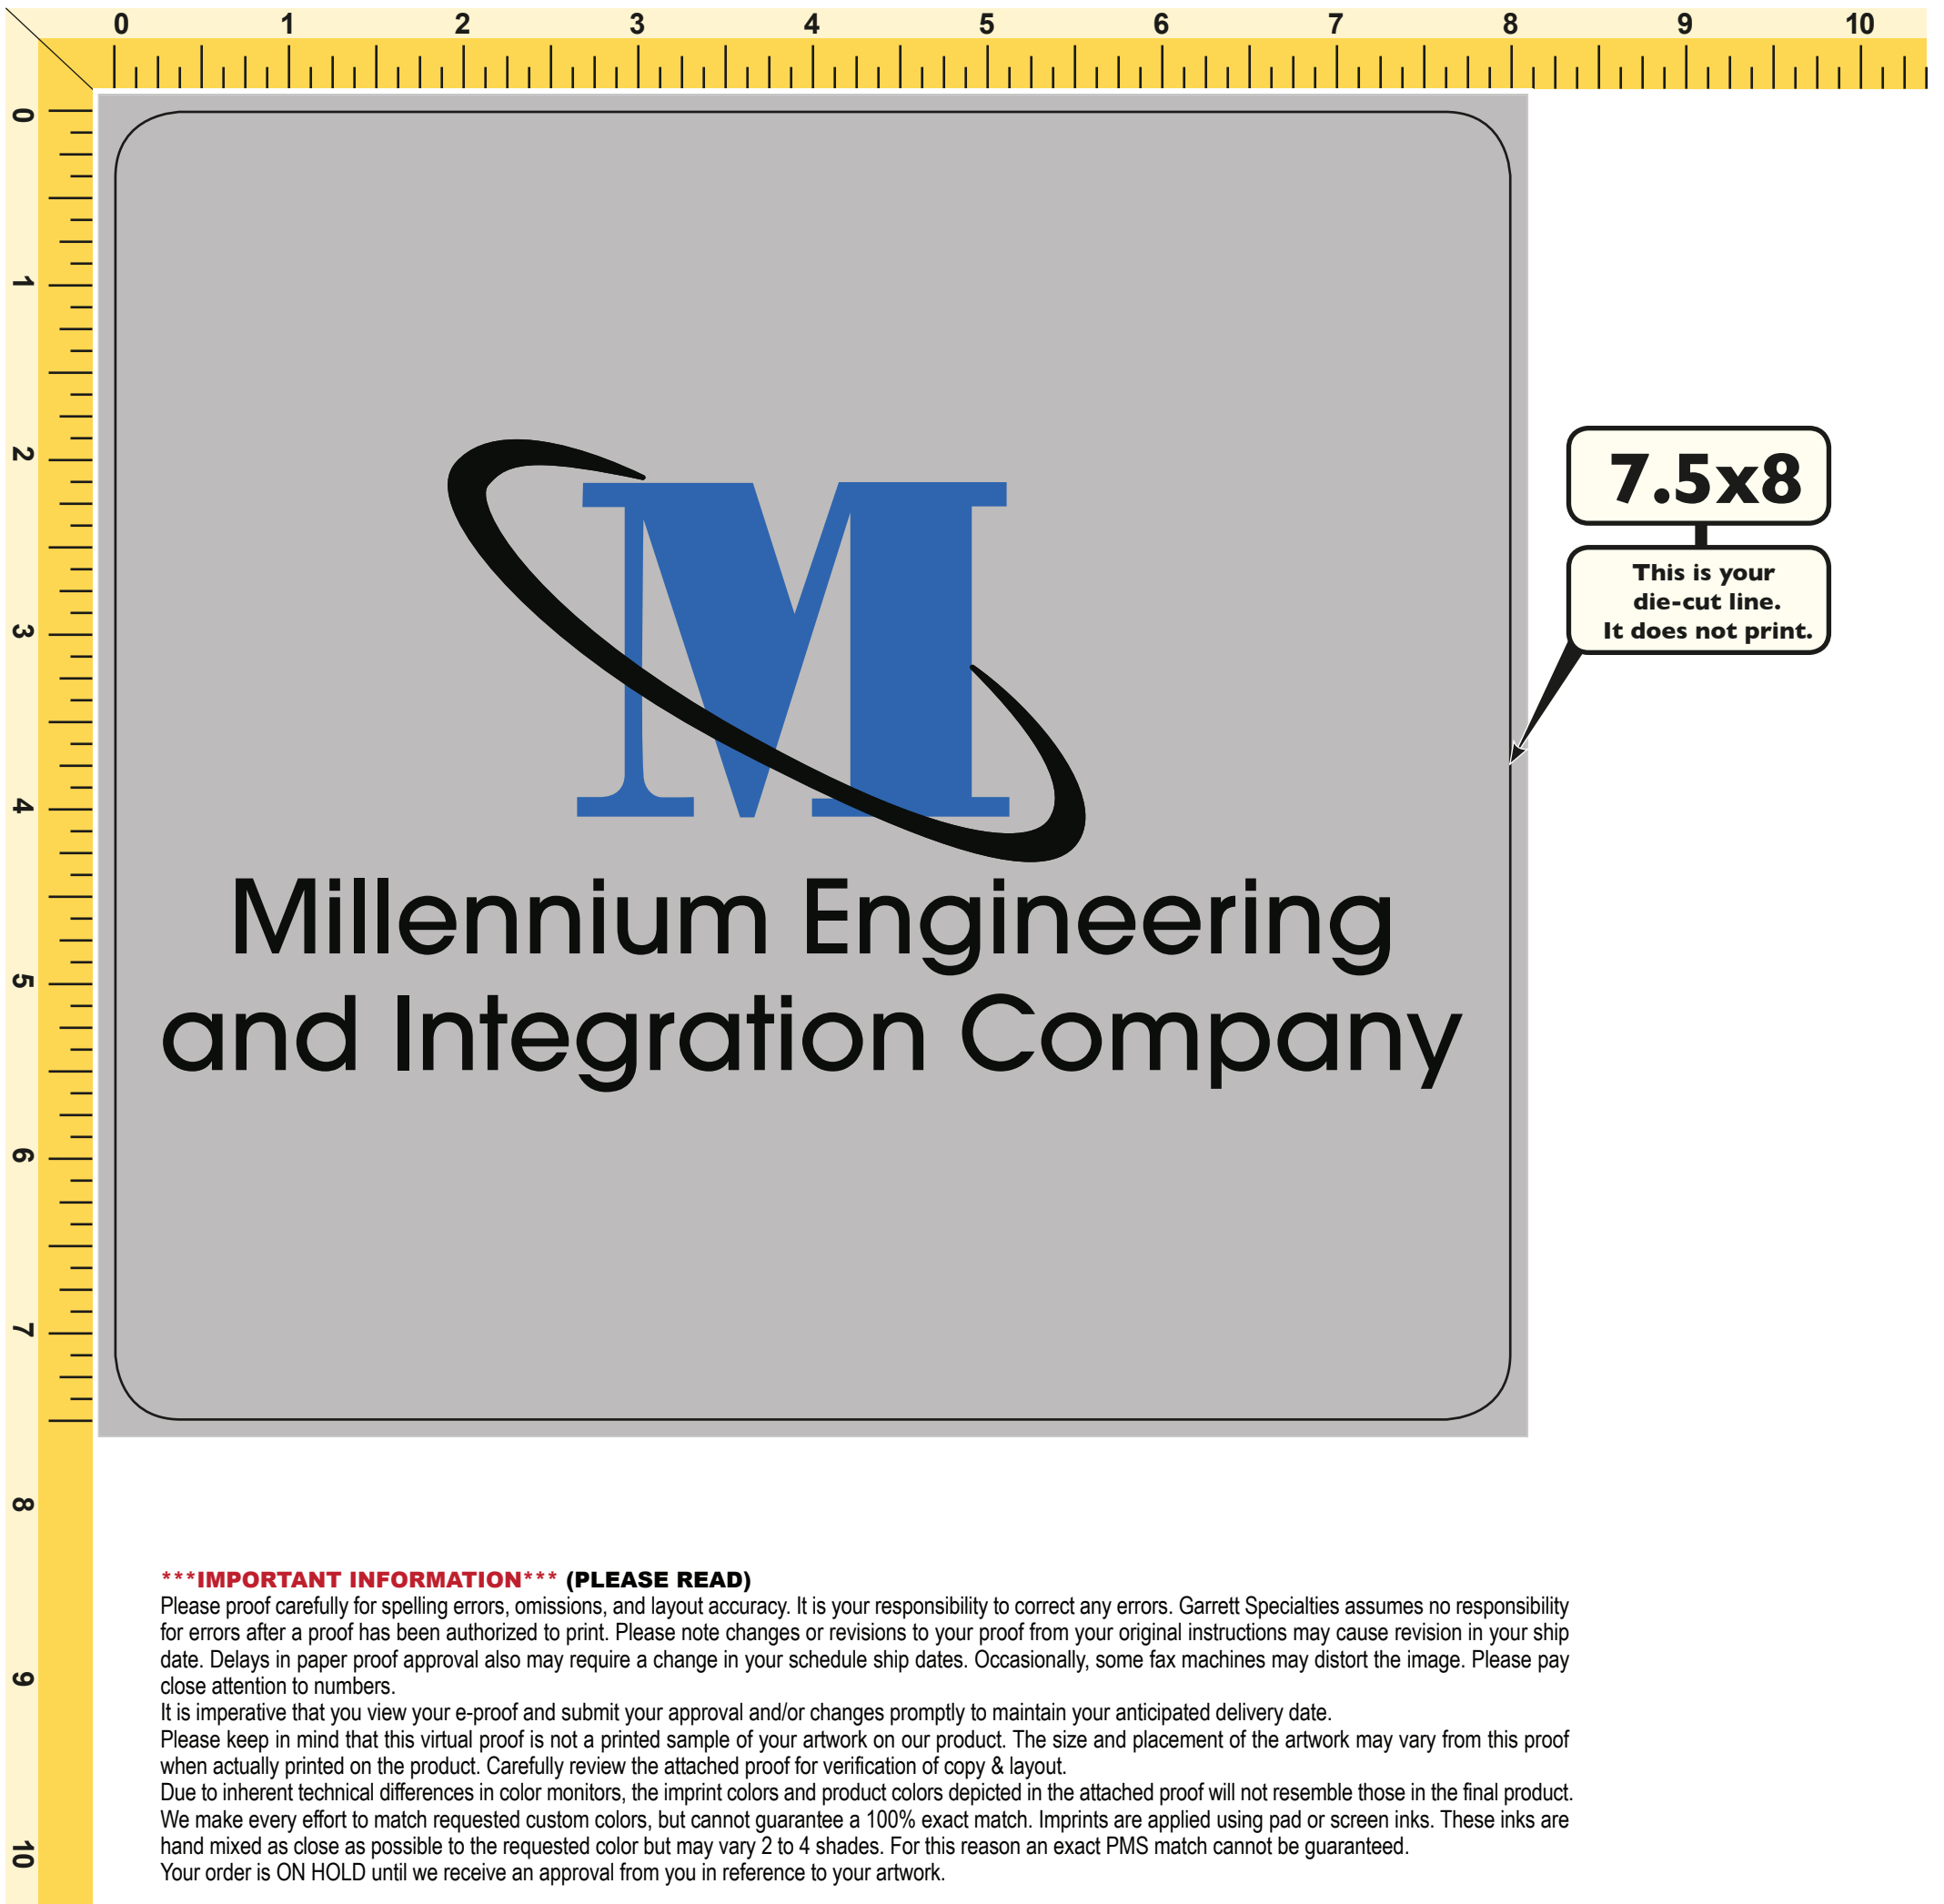 0 1 2 3 4 5 6 7 8 9 10
0
1
2
3
4
5
6
7
8
9
10
7.5x8
This is your
die-cut line.
It does not print.
M
Millennium Engineering
and Integration Company
***IMPORTANT INFORMATION*** (PLEASE READ)
Please proof carefully for spelling errors, omissions, and layout accuracy. It is your responsibility to correct any errors. Garrett Specialties assumes no responsibility
for errors after a proof has been authorized to print. Please note changes or revisions to your proof from your original instructions may cause revision in your ship
date. Delays in paper proof approval also may require a change in your schedule ship dates. Occasionally, some fax machines may distort the image. Please pay
close attention to numbers.
It is imperative that you view your e-proof and submit your approval and/or changes promptly to maintain your anticipated delivery date.
Please keep in mind that this virtual proof is not a printed sample of your artwork on our product. The size and placement of the artwork may vary from this proof
when actually printed on the product. Carefully review the attached proof for verification of copy & layout.
Due to inherent technical differences in color monitors, the imprint colors and product colors depicted in the attached proof will not resemble those in the final product.
We make every effort to match requested custom colors, but cannot guarantee a 100% exact match. Imprints are applied using pad or screen inks. These inks are
hand mixed as close as possible to the requested color but may vary 2 to 4 shades. For this reason an exact PMS match cannot be guaranteed.
Your order is ON HOLD until we receive an approval from you in reference to your artwork.